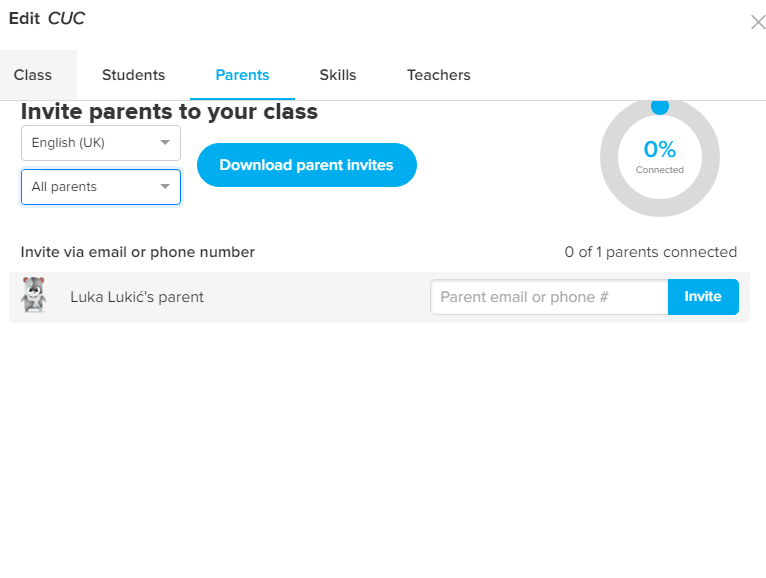 Edit CUC
Class Students Parents Skills Teachers
Invite parents to your class
English (UK)
All parents
Download parent invites
0%
Connected
Invite via email or phone number
0 of 1 parents connected
Luka Lukić's parent
Parent email or phone #
Invite